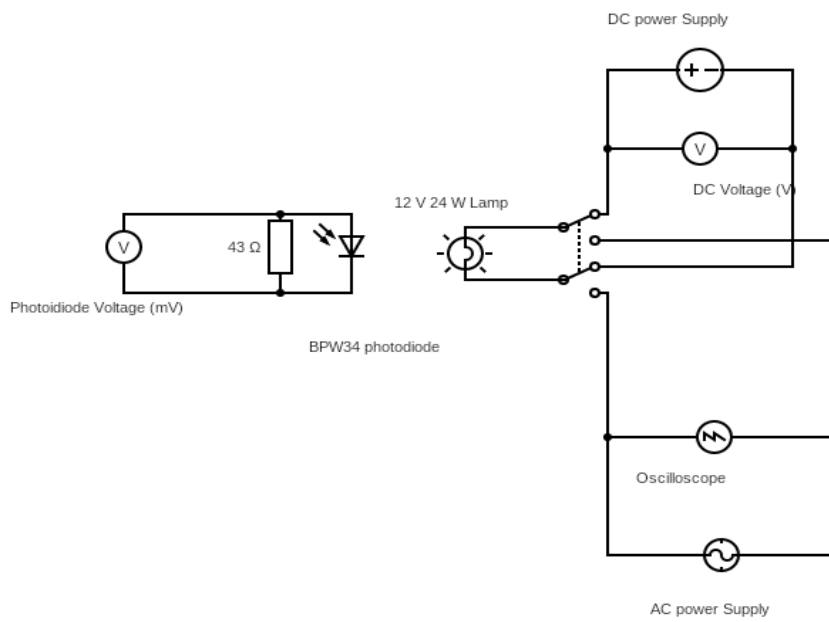 DC power Supply
V
DC Voltage (V)
12 V 24 W Lamp
V
43 Ω
Photoidiode Voltage (mV)
BPW34 photodiode
Oscilloscope
AC power Supply